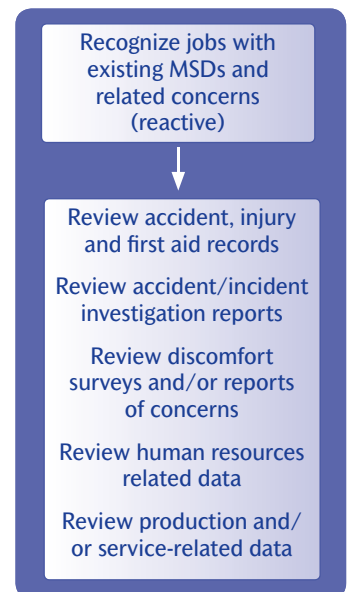 Recognize jobs with
existing MSDs and
related concerns
(reactive)
Review accident, injury
and first aid records
Review accident/incident
investigation reports
Review discomfort
surveys and/or reports
of concerns
Review human resources
related data
Review production and/
or service-related data